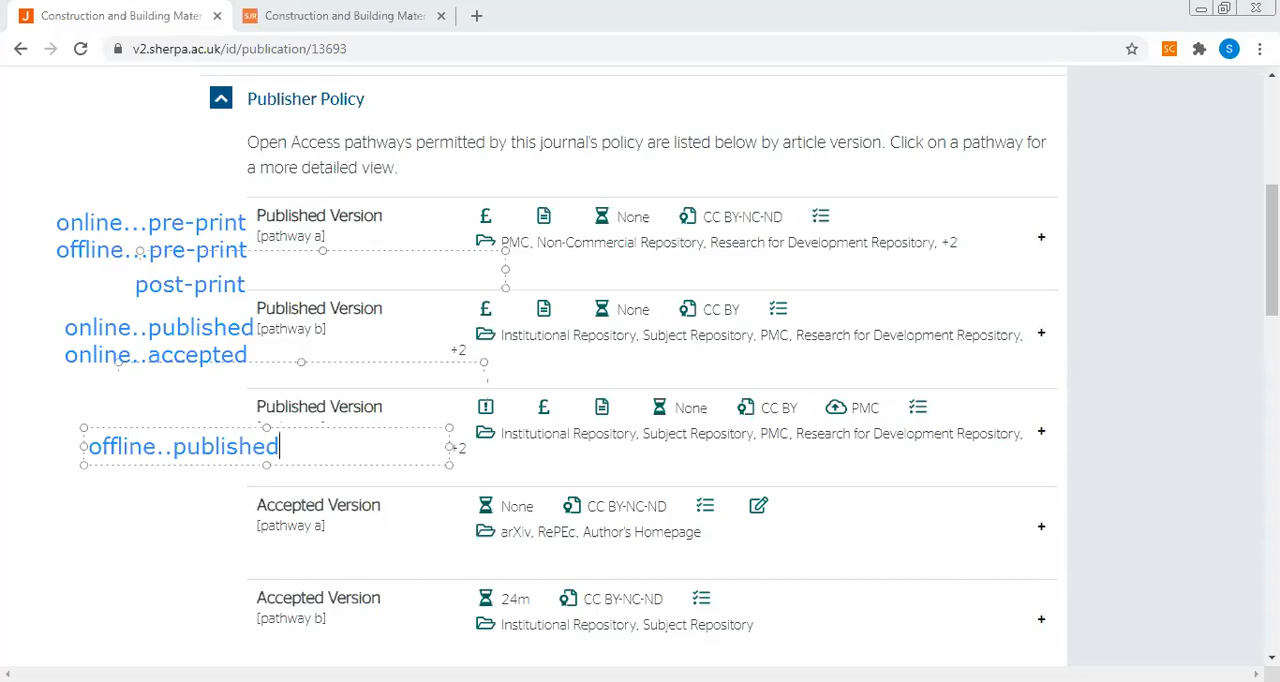 Construction and Building Mater
SJR Construction and Building Mater
v2.sherpa.ac.uk/id/publication/13693
SC
S
Publisher Policy
Open Access pathways permitted by this journal's policy are listed below by article version. Click on a pathway for
a more detailed view.
online...pre-print
offline...pre-print
post-print
online..published
online..accepted
offline..published
Published Version
[pathway a]
£ None CC BY-NC-ND
PMC, Non-Commercial Repository, Research for Development Repository, +2
+
Published Version
[pathway b]
£ None CC BY
Institutional Repository, Subject Repository, PMC, Research for Development Repository,
+2
+
Published Version
£ None CC BY PMC
Institutional Repository, Subject Repository, PMC, Research for Development Repository,
+2
+
Accepted Version
[pathway a]
None CC BY-NC-ND
arXiv, RePEc, Author's Homepage
+
Accepted Version
[pathway b]
24m CC BY-NC-ND
Institutional Repository, Subject Repository
+